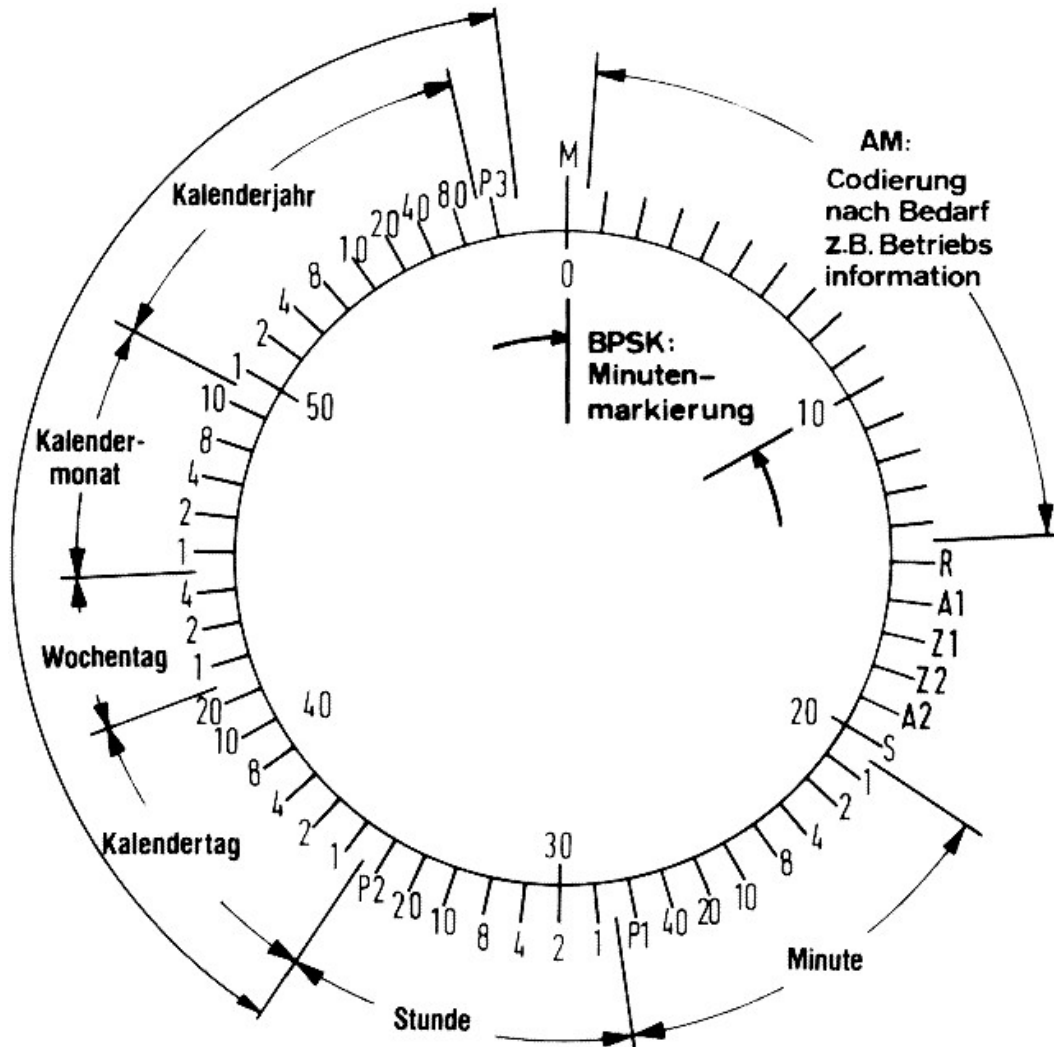 M
AM:
Codierung
nach Bedarf
z.B. Betriebs
information
0
BPSK:
Minuten-
markierung
10
R
A1
Z1
Z2
A2
20
S
1
2
4
8
10
20
40
P1
Minute
30
1
2
4
8
10
20
P2
Stunde
1
2
4
8
10
20
Kalendertag
40
1
2
4
Wochentag
1
2
4
8
10
Kalender-
monat
50
1
2
4
8
10
20
40
80
Kalenderjahr
P3